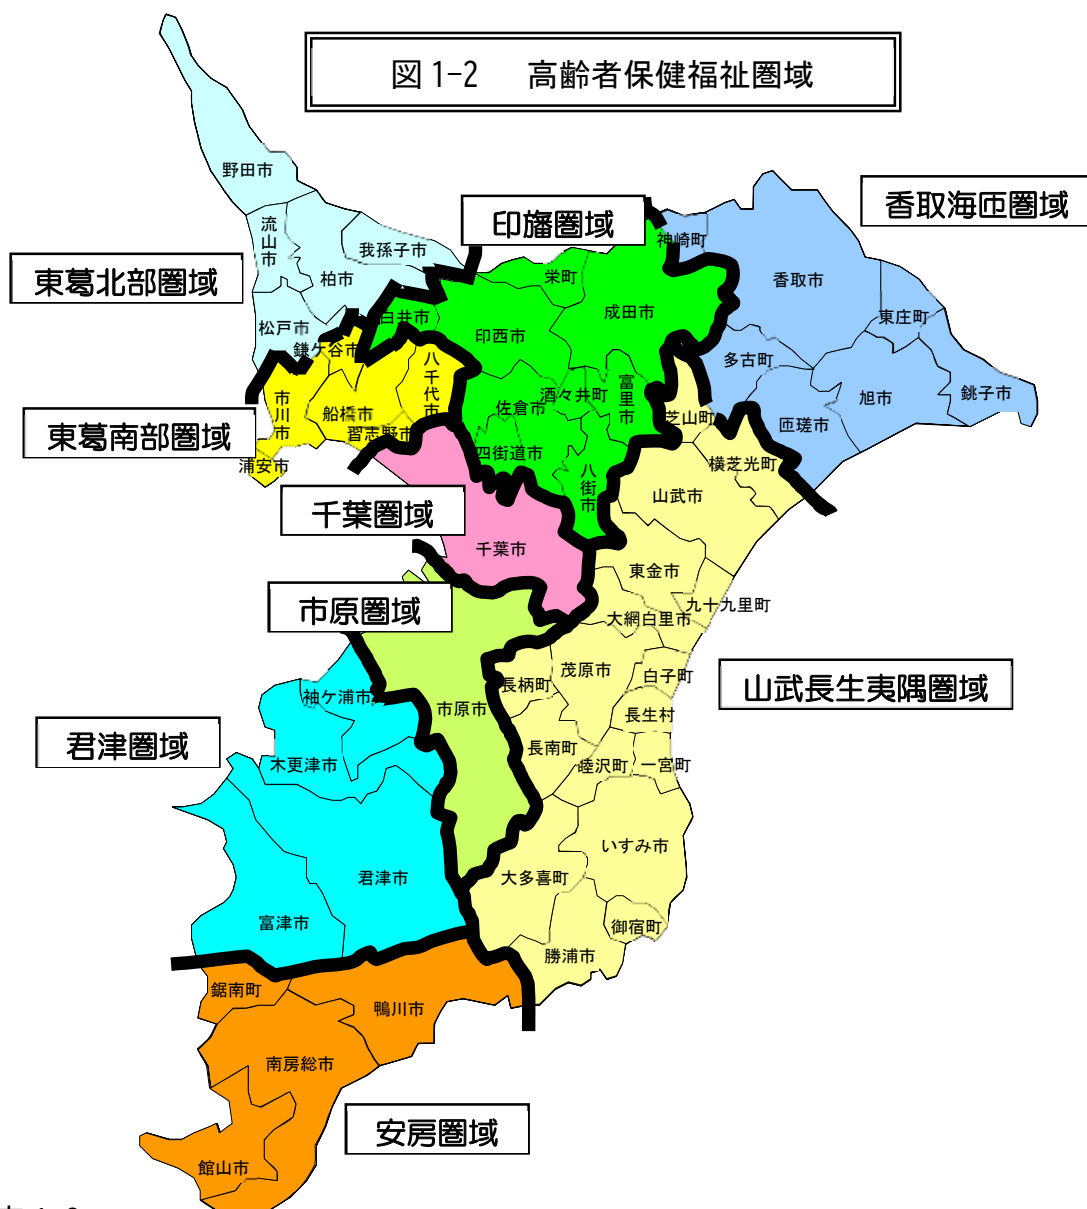 図 1-2 高齢者保健福祉圏域
野田市
香取海匝圏域
印旛圏域
流山市
神崎町
我孫子市
東葛北部圏域
柏市
栄町
香取市
成田市
白井市
東庄町
松戸市
印西市
鎌ケ谷市
多古町
八千代市
酒々井町
富里市
旭市
銚子市
市川市
船橋市
佐倉市
芝山町
匝瑳市
東葛南部圏域
習志野市
四街道市
横芝光町
浦安市
八街市
山武市
千葉圏域
千葉市
東金市
市原圏域
九十九里町
大網白里市
茂原市
白子町
山武長生夷隅圏域
袖ケ浦市
長柄町
市原市
長生村
君津圏域
長南町
木更津市
睦沢町
一宮町
いすみ市
君津市
大多喜町
富津市
御宿町
勝浦市
鋸南町
鴨川市
南房総市
安房圏域
館山市